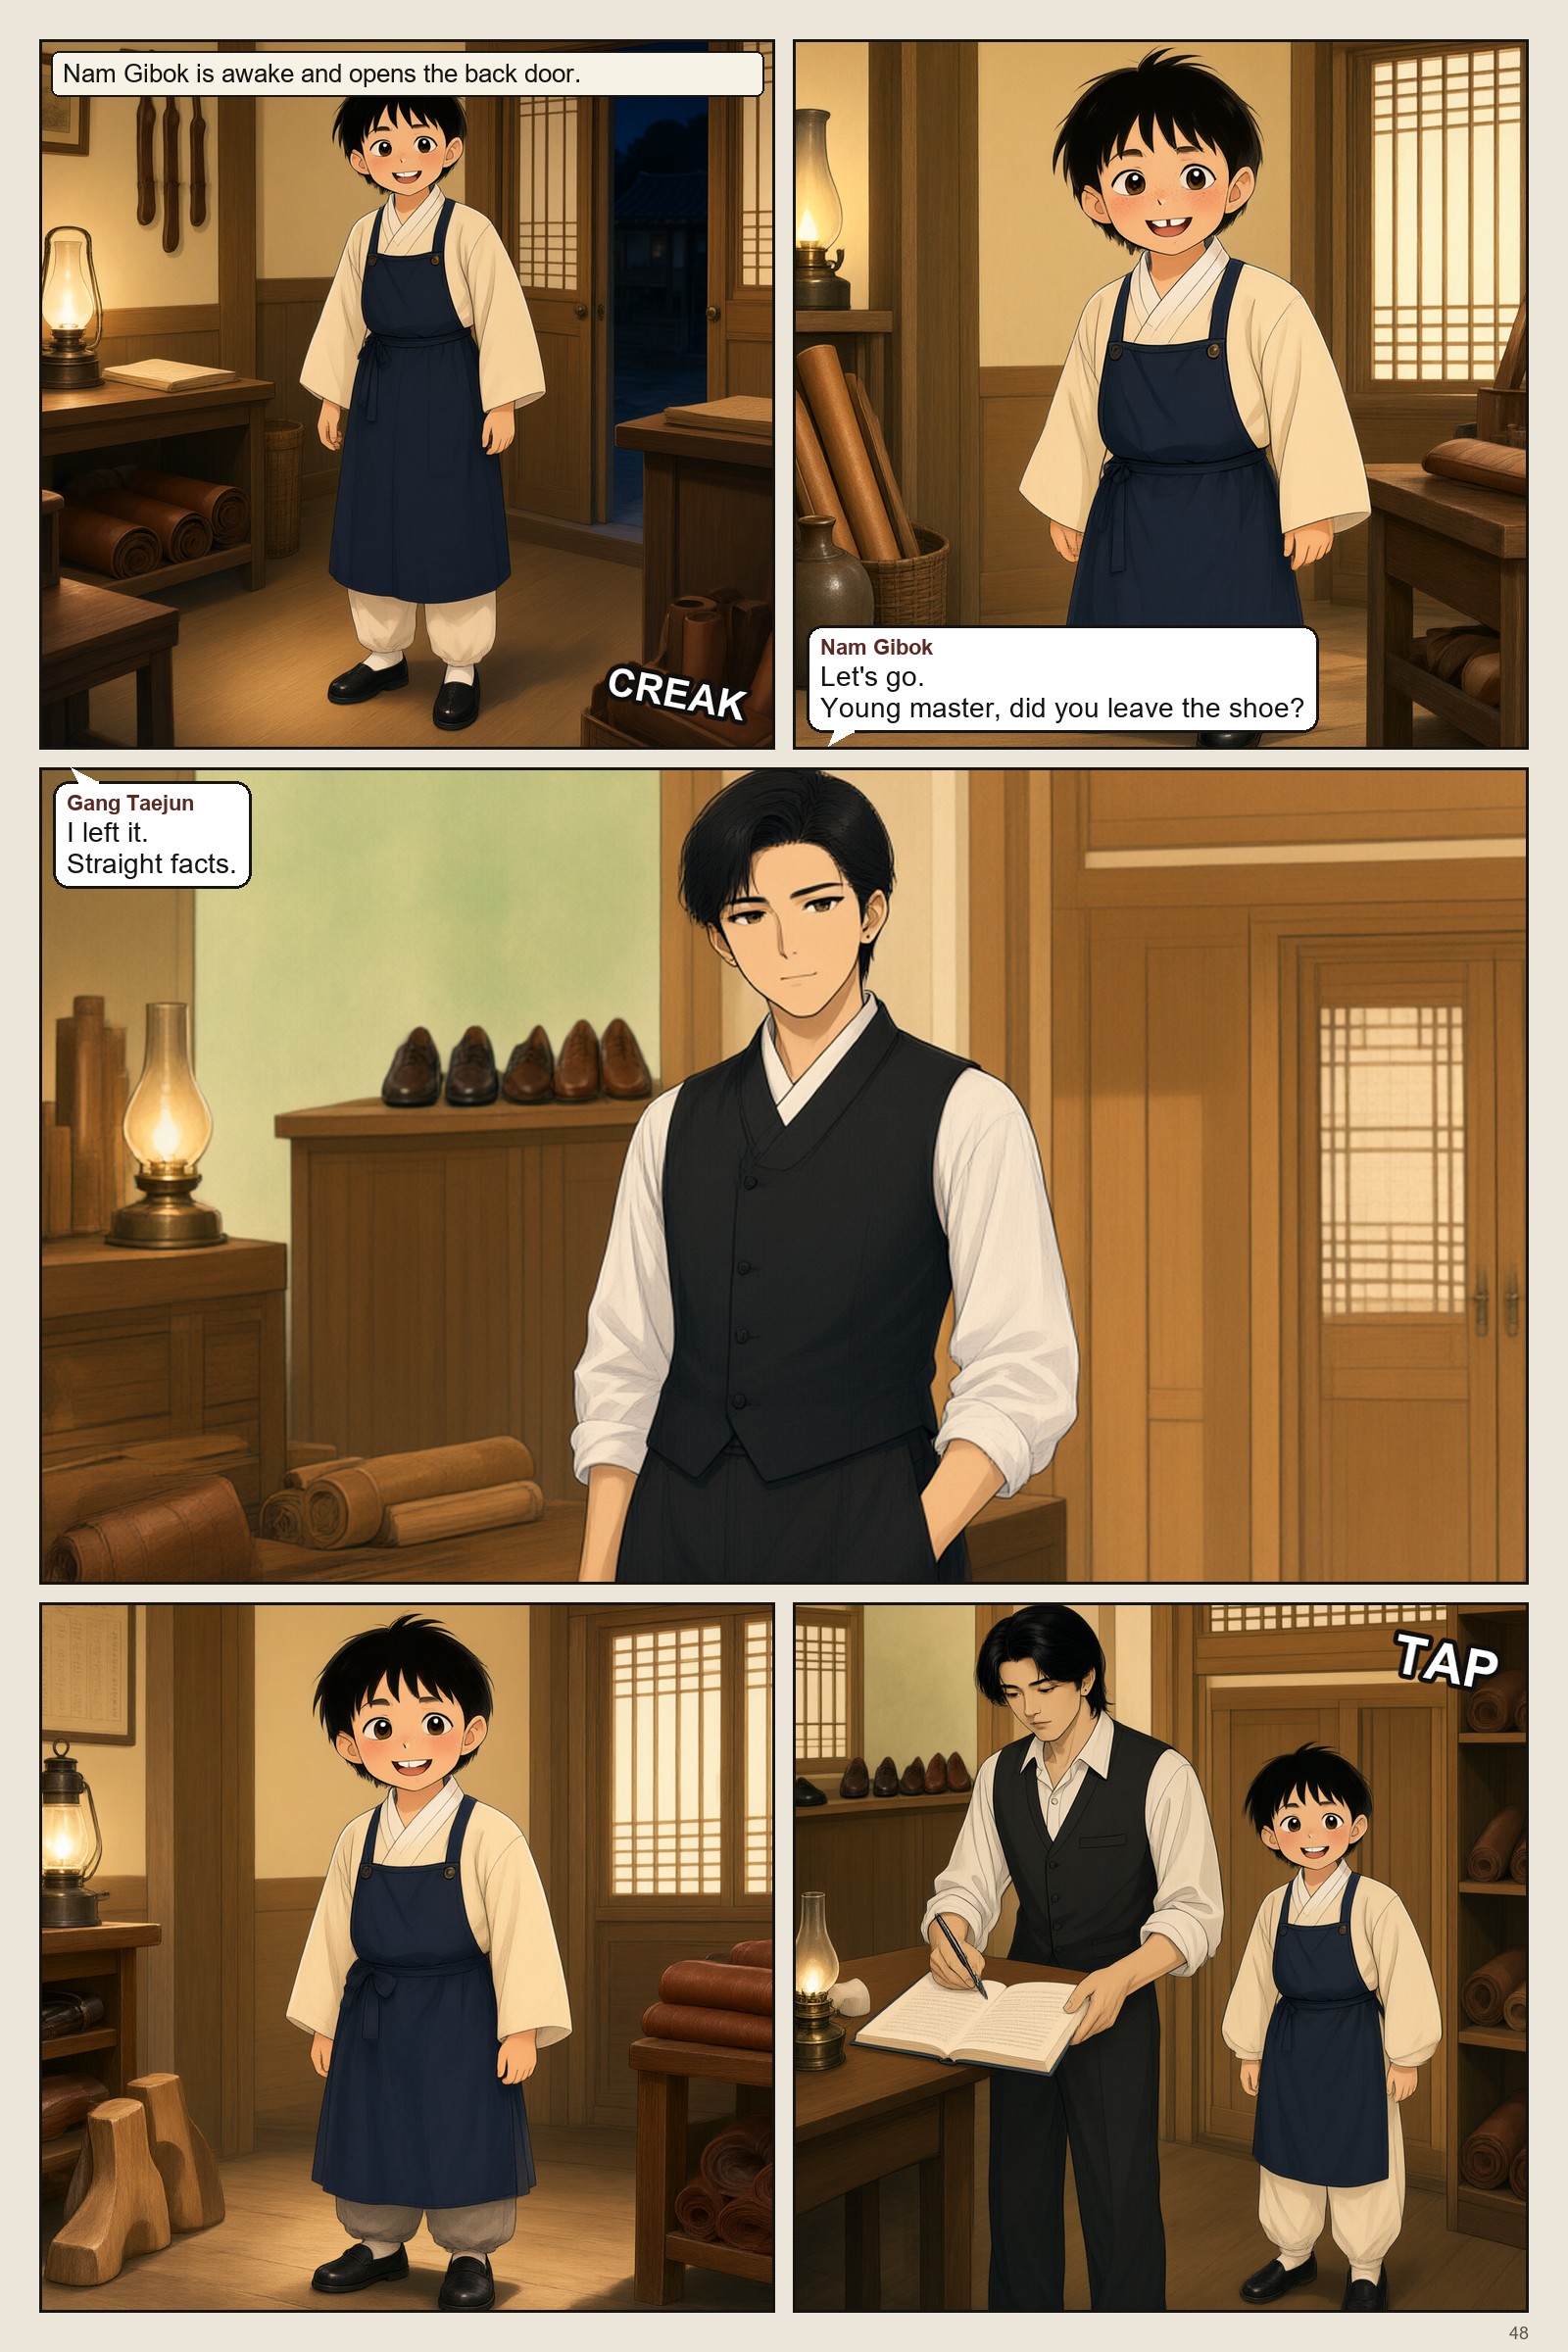 Nam Gibok is awake and opens the back door.
CREAK
Nam Gibok
Let's go.
Young master, did you leave the shoe?
Gang Taejun
I left it.
Straight facts.
TAP
48